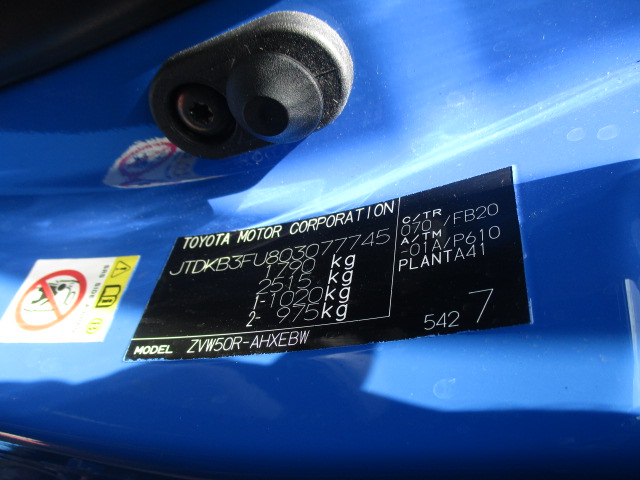 TOYOTA MOTOR CORPORATION
JTDKB3FU803077745
1790 kg
2515 kg
1-1020kg
2- 975kg
C/TR
070 /FB20
A/TM
-01A/P610
PLANTA41
542 7
MODEL ZVW50R-AHXEBW